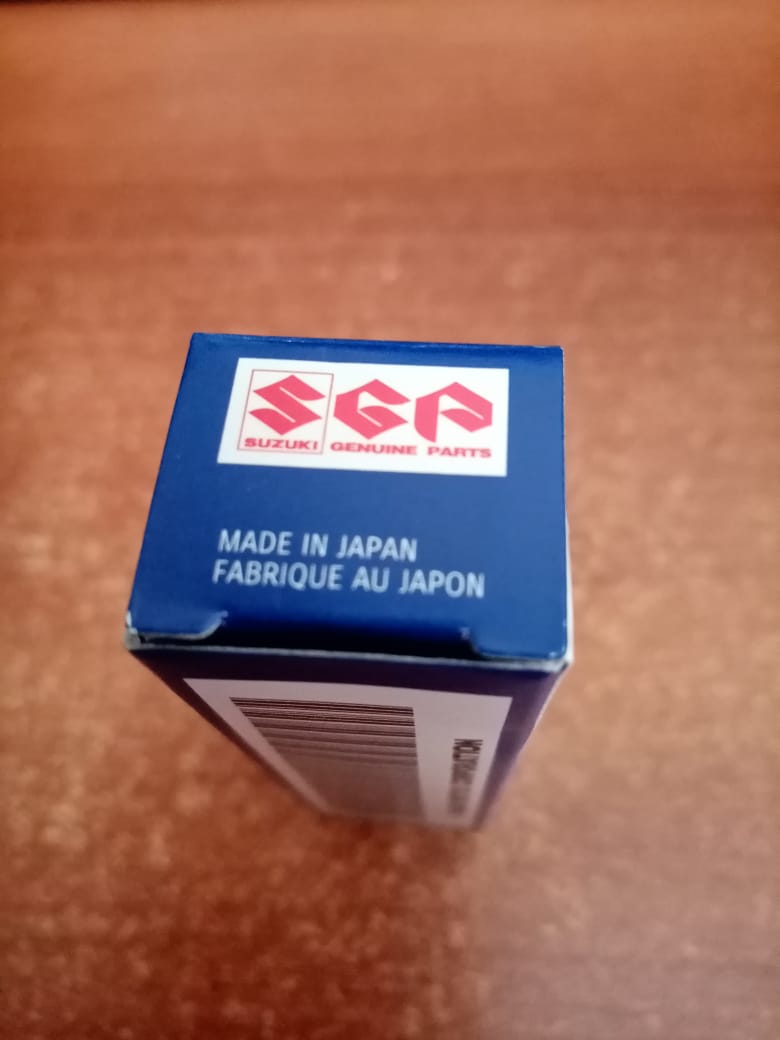 SGP
SUZUKI GENUINE PARTS
MADE IN JAPAN
FABRIQUE AU JAPON